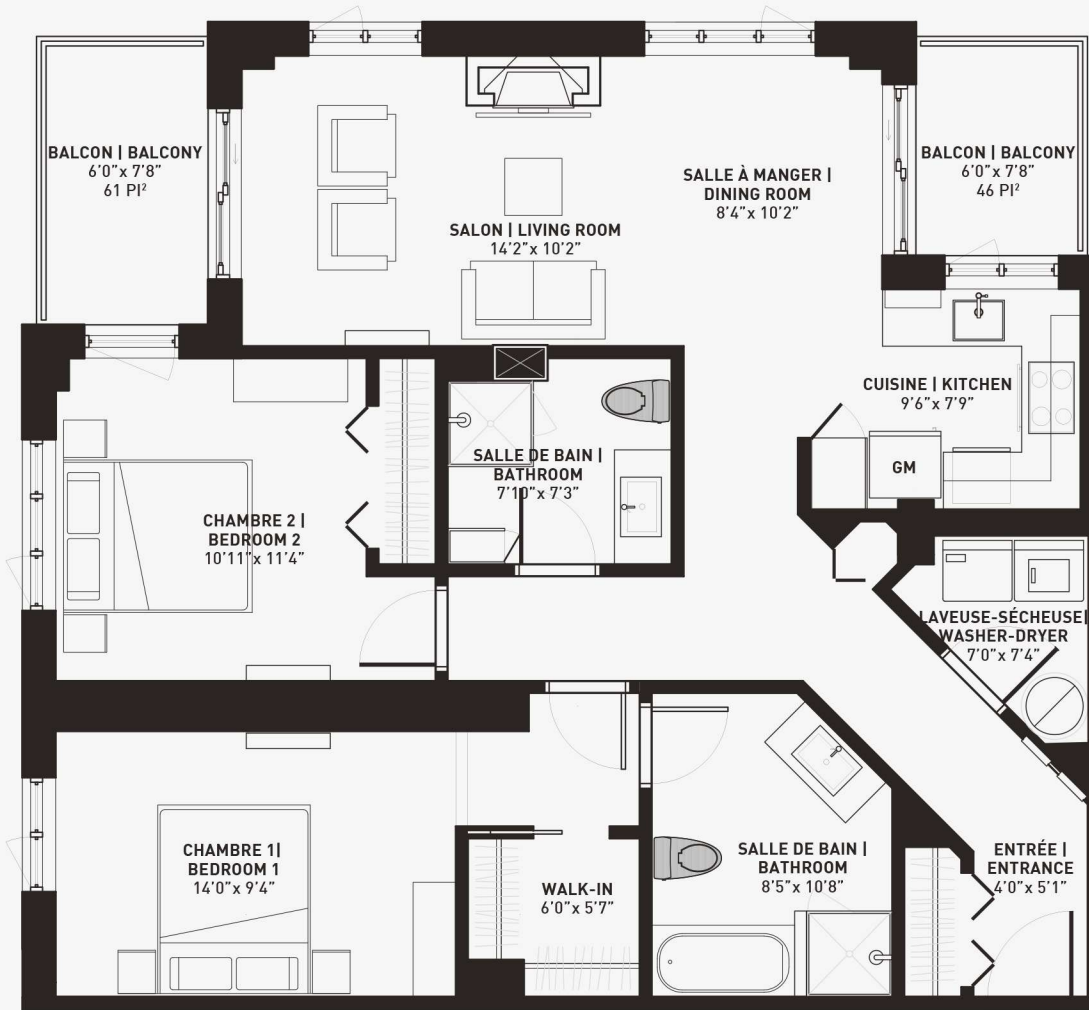 BALCON | BALCONY
6'0”x 7'8”
61 PI²
SALON | LIVING ROOM
14'2”x 10'2”
SALLE À MANGER |
DINING ROOM
8'4”x 10'2”
BALCON | BALCONY
6'0”x 7'8”
46 PI²
CUISINE | KITCHEN
9'6”x 7'9”
GM
SALLE DE BAIN |
BATHROOM
7'10”x 7'3”
CHAMBRE 2 |
BEDROOM 2
10'11”x 11'4”
LAVEUSE-SÉCHEUSE|
WASHER-DRYER
7'0”x 7'4”
CHAMBRE 1|
BEDROOM 1
14'0”x 9'4”
WALK-IN
6'0”x 5'7”
SALLE DE BAIN |
BATHROOM
8'5”x 10'8”
ENTRÉE |
ENTRANCE
4'0”x 5'1”